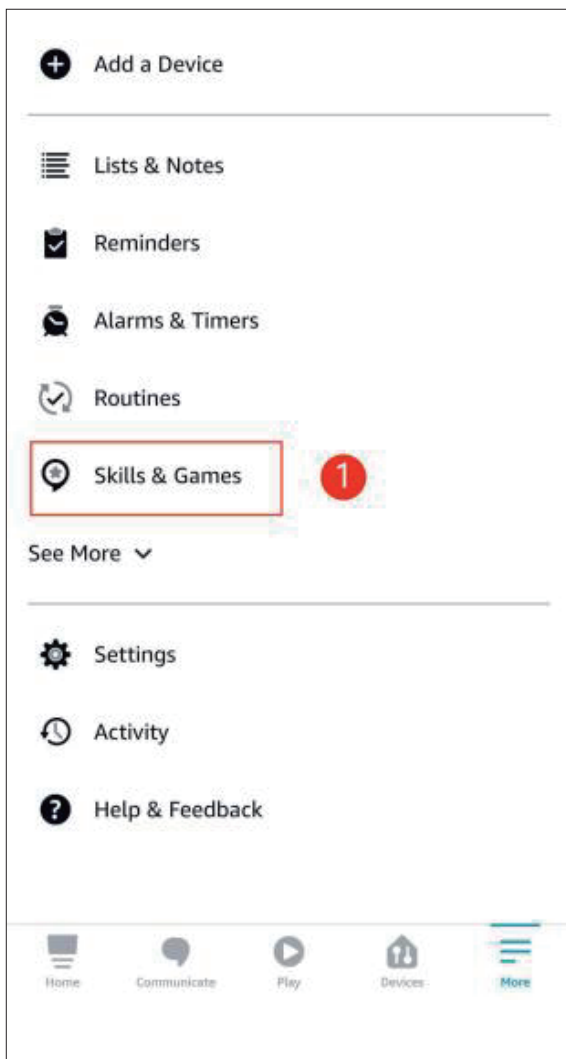 Add a Device
Lists & Notes
Reminders
Alarms & Timers
Routines
Skills & Games
1
See More
Settings
Activity
Help & Feedback
Home Communicate Play Devices More